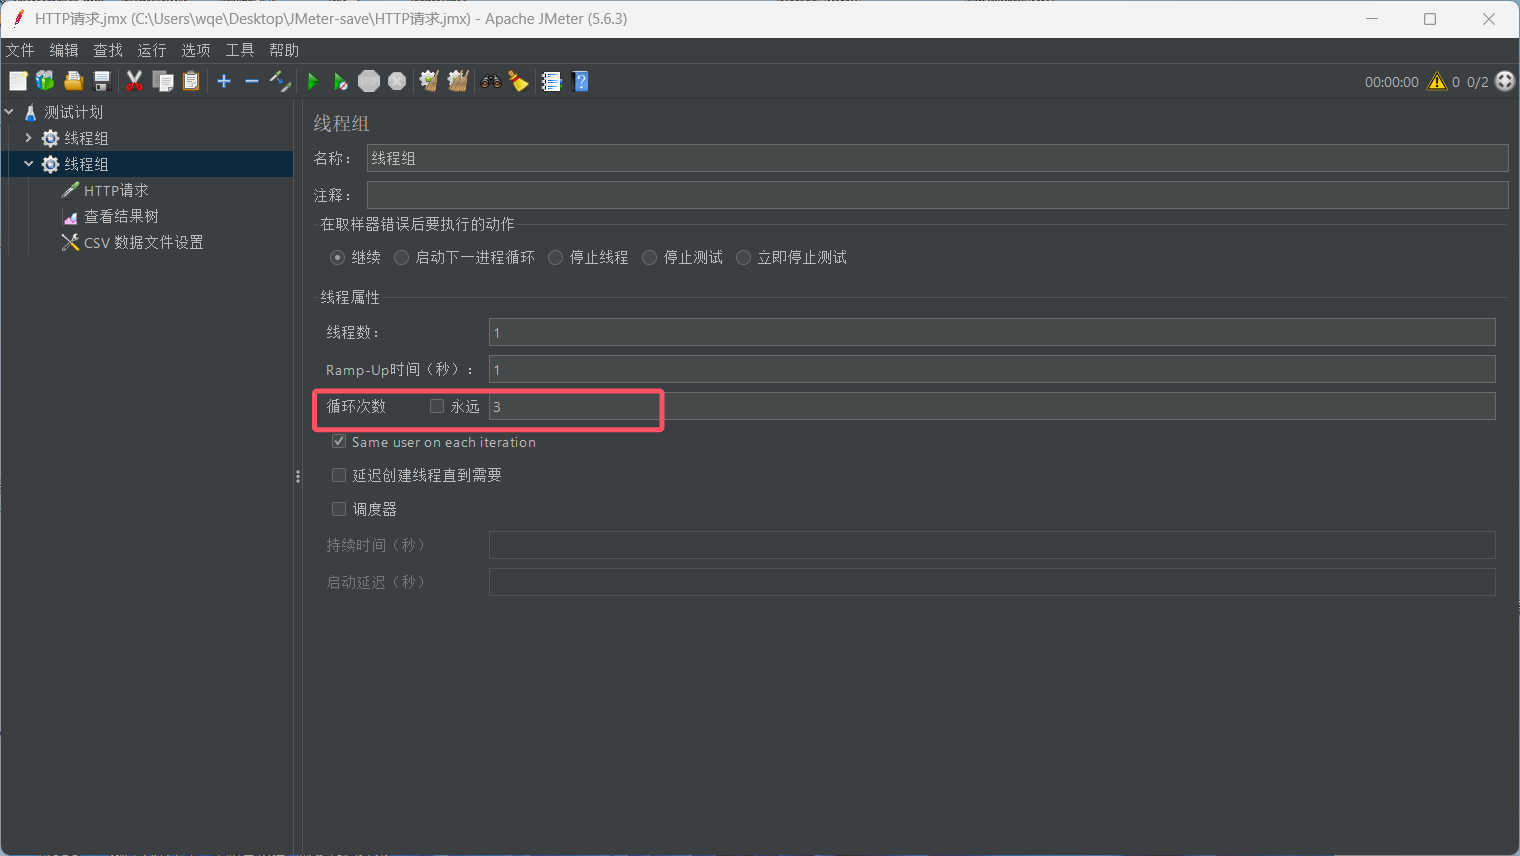 HTTP请求.jmx (C:\Users\wqe\Desktop\JMeter-save\HTTP请求.jmx) - Apache JMeter (5.6.3)
文件 编辑 查找 运行 选项 工具 帮助
00:00:00 0 0/2
测试计划
线程组
线程组
HTTP请求
查看结果树
CSV 数据文件设置
线程组
名称： 线程组
注释：
在取样器错误后要执行的动作
继续 启动下一进程循环 停止线程 停止测试 立即停止测试
线程属性
线程数： 1
Ramp-Up时间（秒）： 1
循环次数 永远 3
Same user on each iteration
延迟创建线程直到需要
调度器
持续时间（秒）
启动延迟（秒）